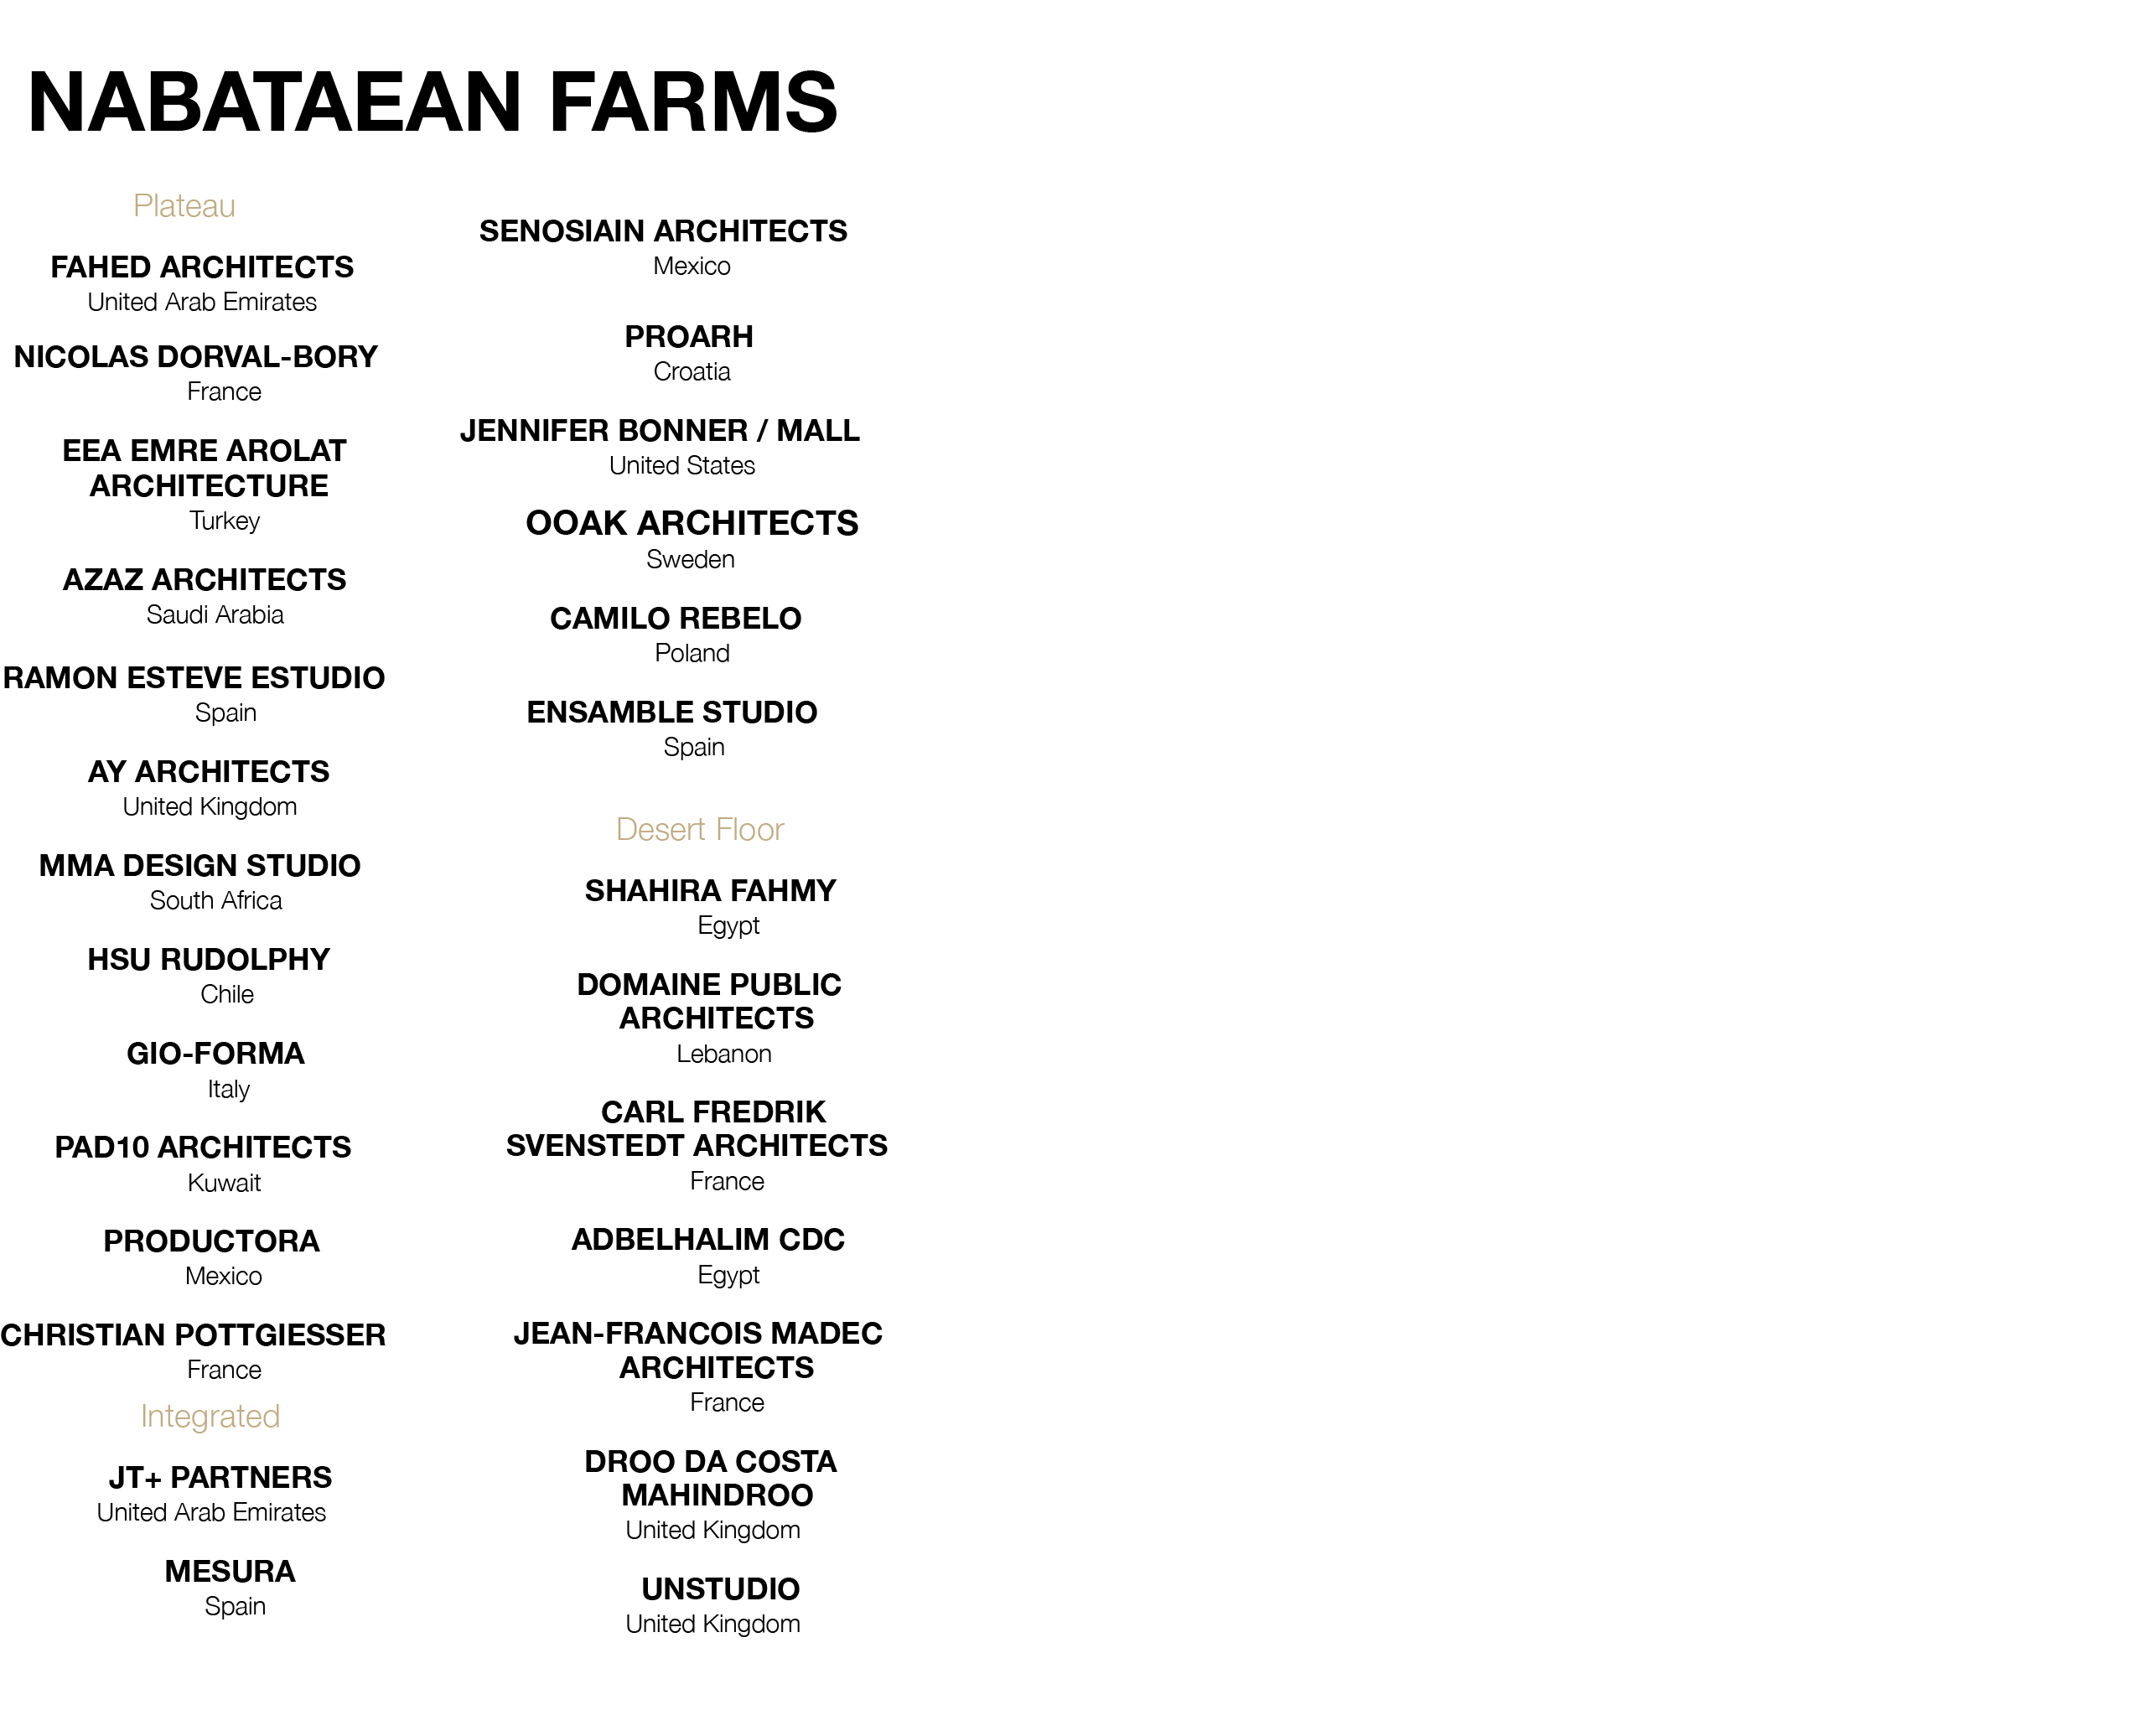 NABATAEAN FARMS
Plateau
FAHED ARCHITECTS
United Arab Emirates
NICOLAS DORVAL-BORY
France
EEA EMRE AROLAT
ARCHITECTURE
Turkey
AZAZ ARCHITECTS
Saudi Arabia
RAMON ESTEVE ESTUDIO
Spain
AY ARCHITECTS
United Kingdom
MMA DESIGN STUDIO
South Africa
HSU RUDOLPHY
Chile
GIO-FORMA
Italy
PAD10 ARCHITECTS
Kuwait
PRODUCTORA
Mexico
CHRISTIAN POTTGIESSER
France
Integrated
JT+ PARTNERS
United Arab Emirates
MESURA
Spain
SENOSIAIN ARCHITECTS
Mexico
PROARH
Croatia
JENNIFER BONNER / MALL
United States
OOAK ARCHITECTS
Sweden
CAMILO REBELO
Poland
ENSAMBLE STUDIO
Spain
Desert Floor
SHAHIRA FAHMY
Egypt
DOMAINE PUBLIC
ARCHITECTS
Lebanon
CARL FREDRIK
SVENSTEDT ARCHITECTS
France
ADBELHALIM CDC
Egypt
JEAN-FRANCOIS MADEC
ARCHITECTS
France
DROO DA COSTA
MAHINDROO
United Kingdom
UNSTUDIO
United Kingdom